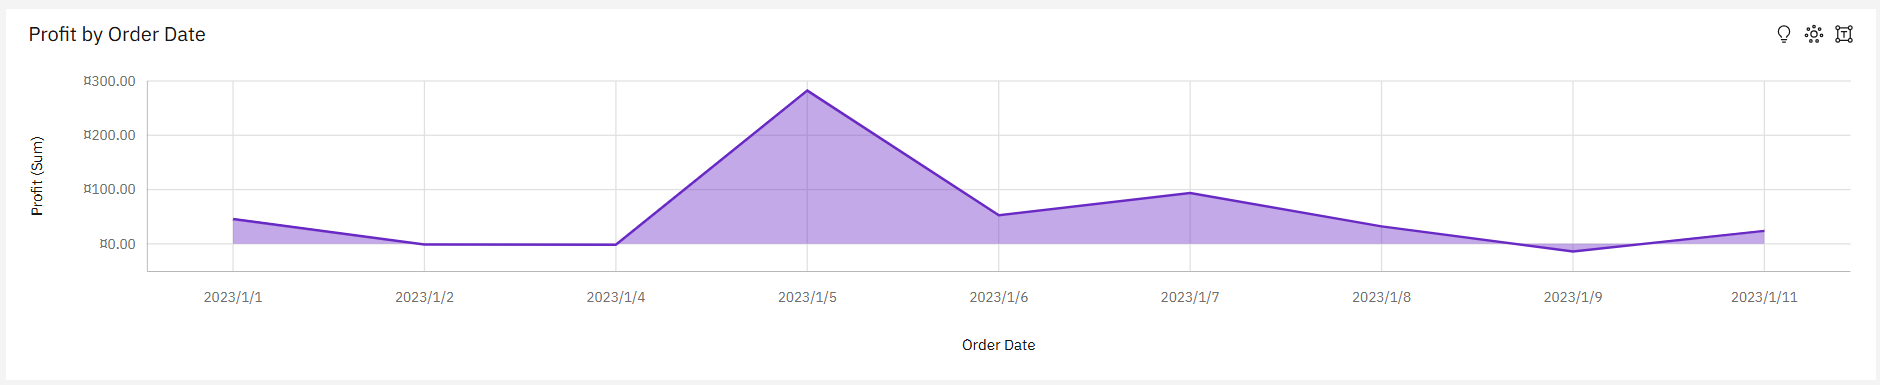 Profit by Order Date
¤300.00
¤200.00
¤100.00
¤0.00
Profit (Sum)
2023/1/1 2023/1/2 2023/1/4 2023/1/5 2023/1/6 2023/1/7 2023/1/8 2023/1/9 2023/1/11
Order Date